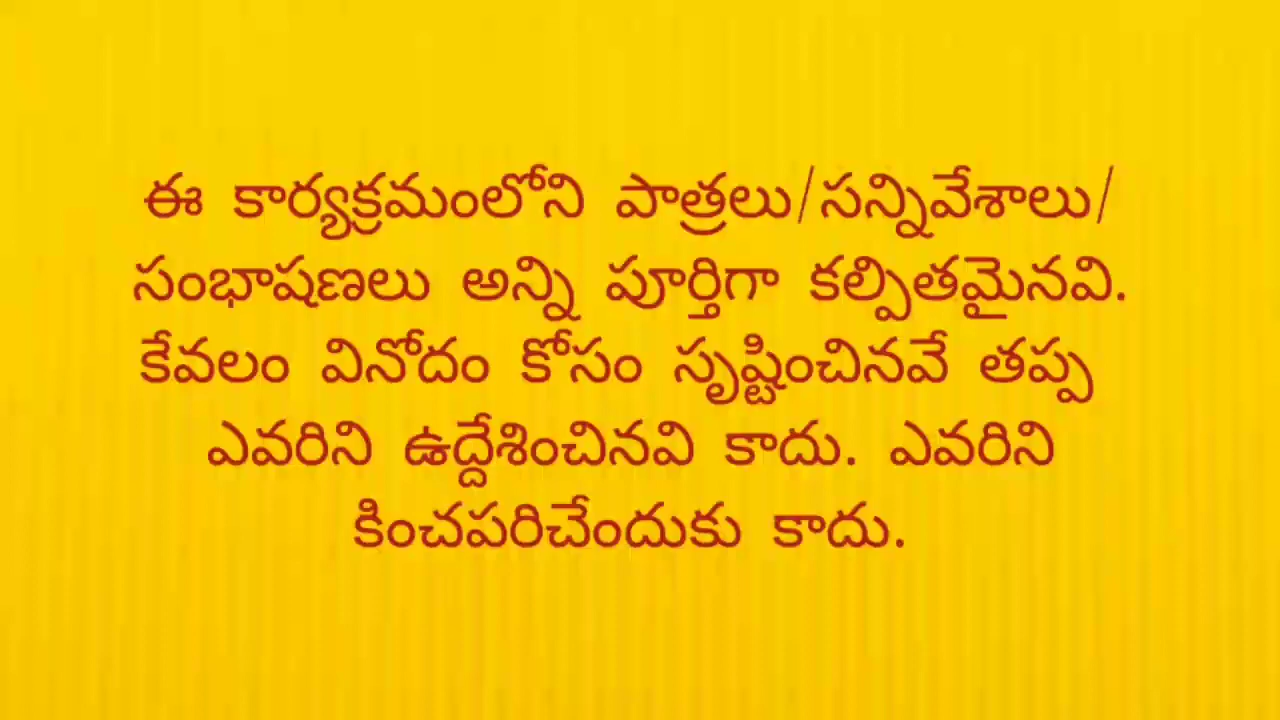 ఈ కార్యక్రమంలోని పాత్రలు/సన్నివేశాలు/
సంభాషణలు అన్ని పూర్తిగా కల్పితమైనవి.
కేవలం వినోదం కోసం సృష్టించినవే తప్ప
ఎవరిని ఉద్దేశించినవి కాదు. ఎవరిని
కించపరిచేందుకు కాదు.